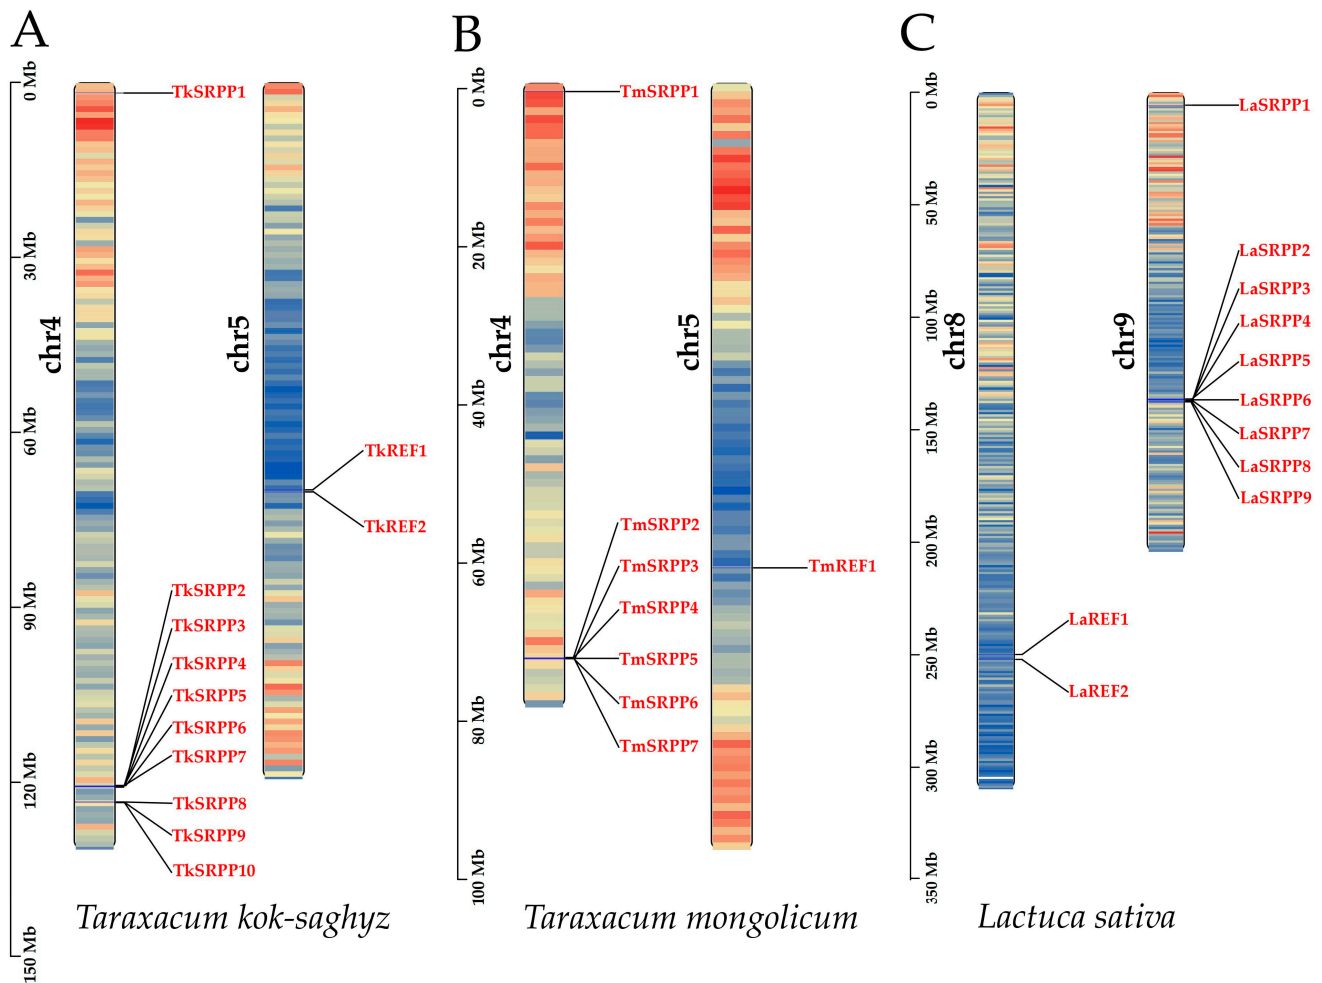 A
0 Mb
30 Mb
60 Mb
90 Mb
120 Mb
150 Mb
chr4
TkSRPP1
TkSRPP2
TkSRPP3
TkSRPP4
TkSRPP5
TkSRPP6
TkSRPP7
TkSRPP8
TkSRPP9
TkSRPP10
chr5
TkREF1
TkREF2
Taraxacum kok-saghyz
B
0 Mb
20 Mb
40 Mb
60 Mb
80 Mb
100 Mb
chr4
TmSRPP1
TmSRPP2
TmSRPP3
TmSRPP4
TmSRPP5
TmSRPP6
TmSRPP7
chr5
TmREF1
Taraxacum mongolicum
C
0 Mb
50 Mb
100 Mb
150 Mb
200 Mb
250 Mb
300 Mb
350 Mb
chr8
LaREF1
LaREF2
chr9
LaSRPP1
LaSRPP2
LaSRPP3
LaSRPP4
LaSRPP5
LaSRPP6
LaSRPP7
LaSRPP8
LaSRPP9
Lactuca sativa